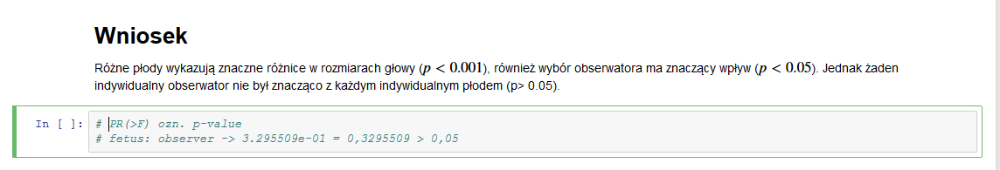 Wniosek
Różne płody wykazują znaczne różnice w rozmiarach głowy (p < 0.001), również wybór obserwatora ma znaczący wpływ (p < 0.05). Jednak żaden
indywidualny obserwator nie był znacząco z każdym indywidualnym płodem (p> 0.05).
In [ ]: # PR(>F) ozn. p-value
# fetus: observer -> 3.295509e-01 = 0,3295509 > 0,05